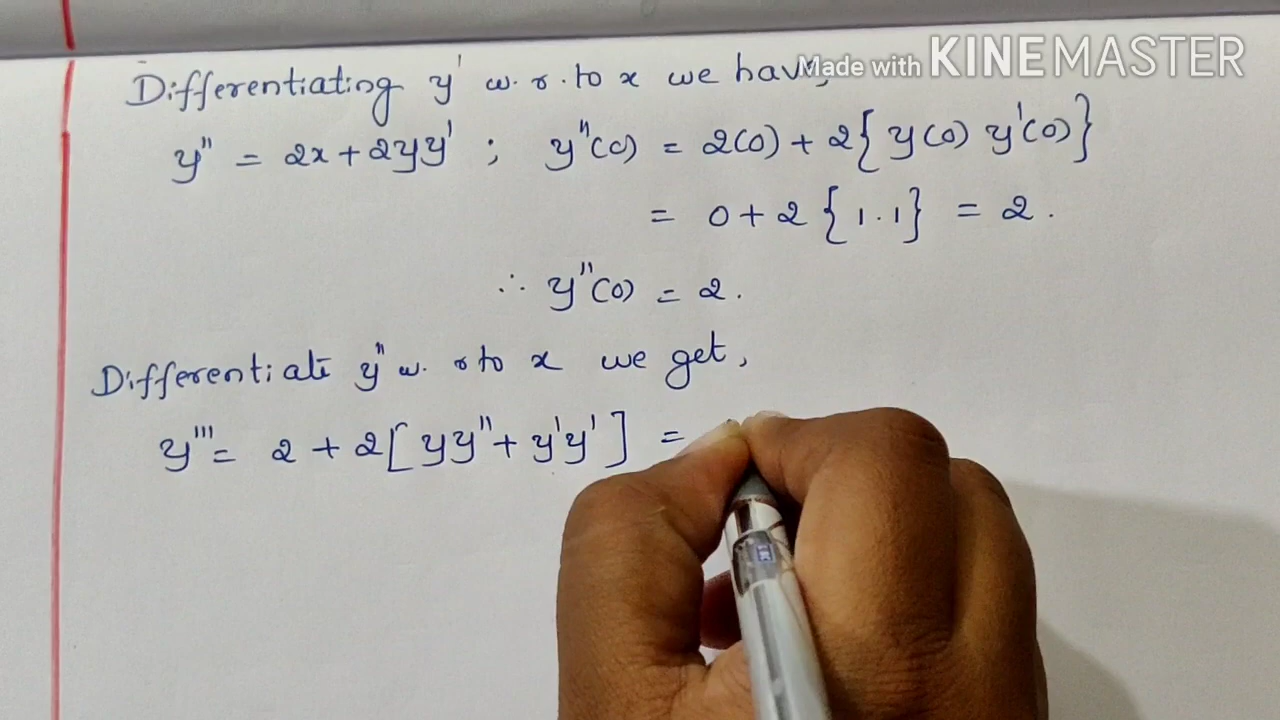 Differentiating y' w.r.to x we have,
Made with KINEMASTER
y'' = 2x + 2yy' ; y''(0) = 2(0) + 2{y(0) y'(0)}
= 0 + 2 {1.1} = 2.
∴ y''(0) = 2.
Differentiate y'' w.r to x we get,
y''' = 2 + 2[yy'' + y'y'] =